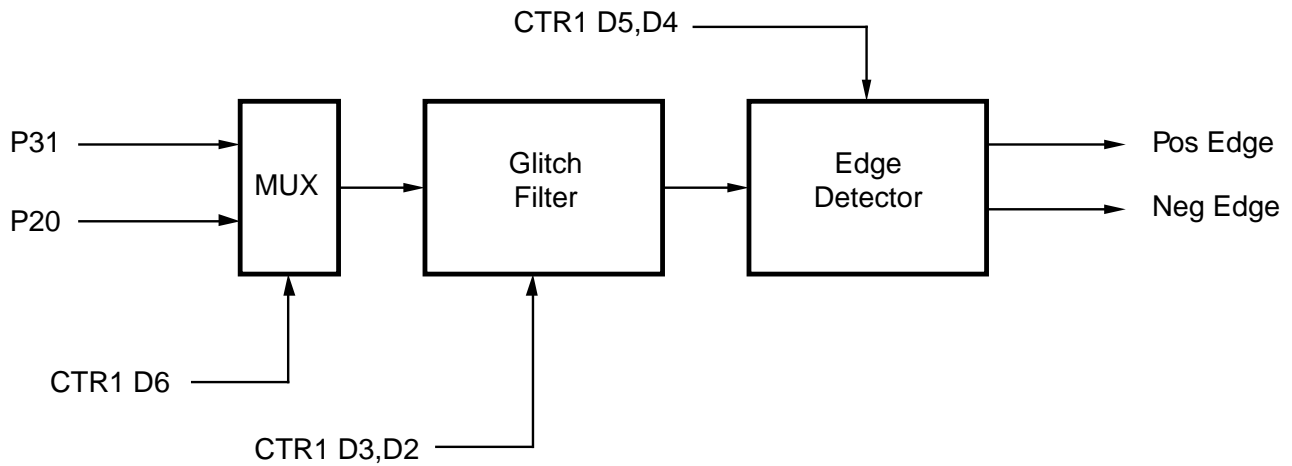 CTR1 D5,D4
P31
P20
MUX
Glitch
Filter
Edge
Detector
Pos Edge
Neg Edge
CTR1 D6
CTR1 D3,D2